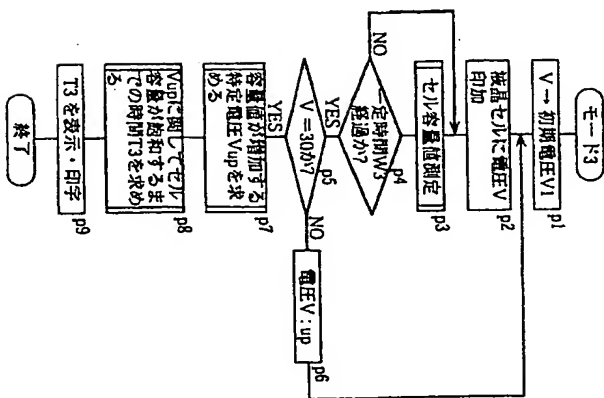 モード3
V → 初期電圧V1
p1
液晶セルに電圧V
印加
p2
セル容量値測定
p3
一定時間W3
経過か?
p4
NO
YES
V = 30か?
p5
NO
電圧V : up
p6
YES
容量値が増加する
特定電圧Vupを求
める
p7
Vupに関してセル
容量が飽和するま
での時間T3を求め
る
p8
T3を表示・印字
p9
終了